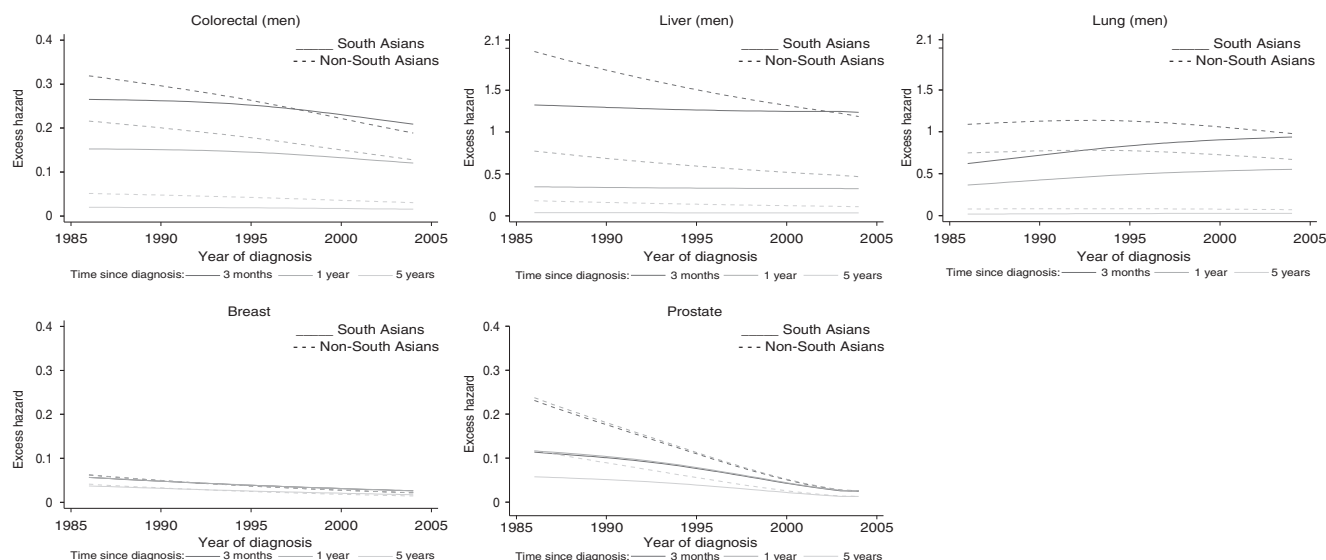 Colorectal (men)
0.4
0.3
0.2
0.1
0
Excess hazard
South Asians
Non-South Asians
1985 1990 1995 2000 2005
Year of diagnosis
Time since diagnosis: 3 months 1 year 5 years
Liver (men)
2.1
1.5
1
0.5
0
Excess hazard
South Asians
Non-South Asians
1985 1990 1995 2000 2005
Year of diagnosis
Time since diagnosis: 3 months 1 year 5 years
Lung (men)
2.1
1.5
1
0.5
0
Excess hazard
South Asians
Non-South Asians
1985 1990 1995 2000 2005
Year of diagnosis
Time since diagnosis: 3 months 1 year 5 years
Breast
0.4
0.3
0.2
0.1
0
Excess hazard
South Asians
Non-South Asians
1985 1990 1995 2000 2005
Year of diagnosis
Time since diagnosis: 3 months 1 year 5 years
Prostate
0.4
0.3
0.2
0.1
0
Excess hazard
South Asians
Non-South Asians
1985 1990 1995 2000 2005
Year of diagnosis
Time since diagnosis: 3 months 1 year 5 years